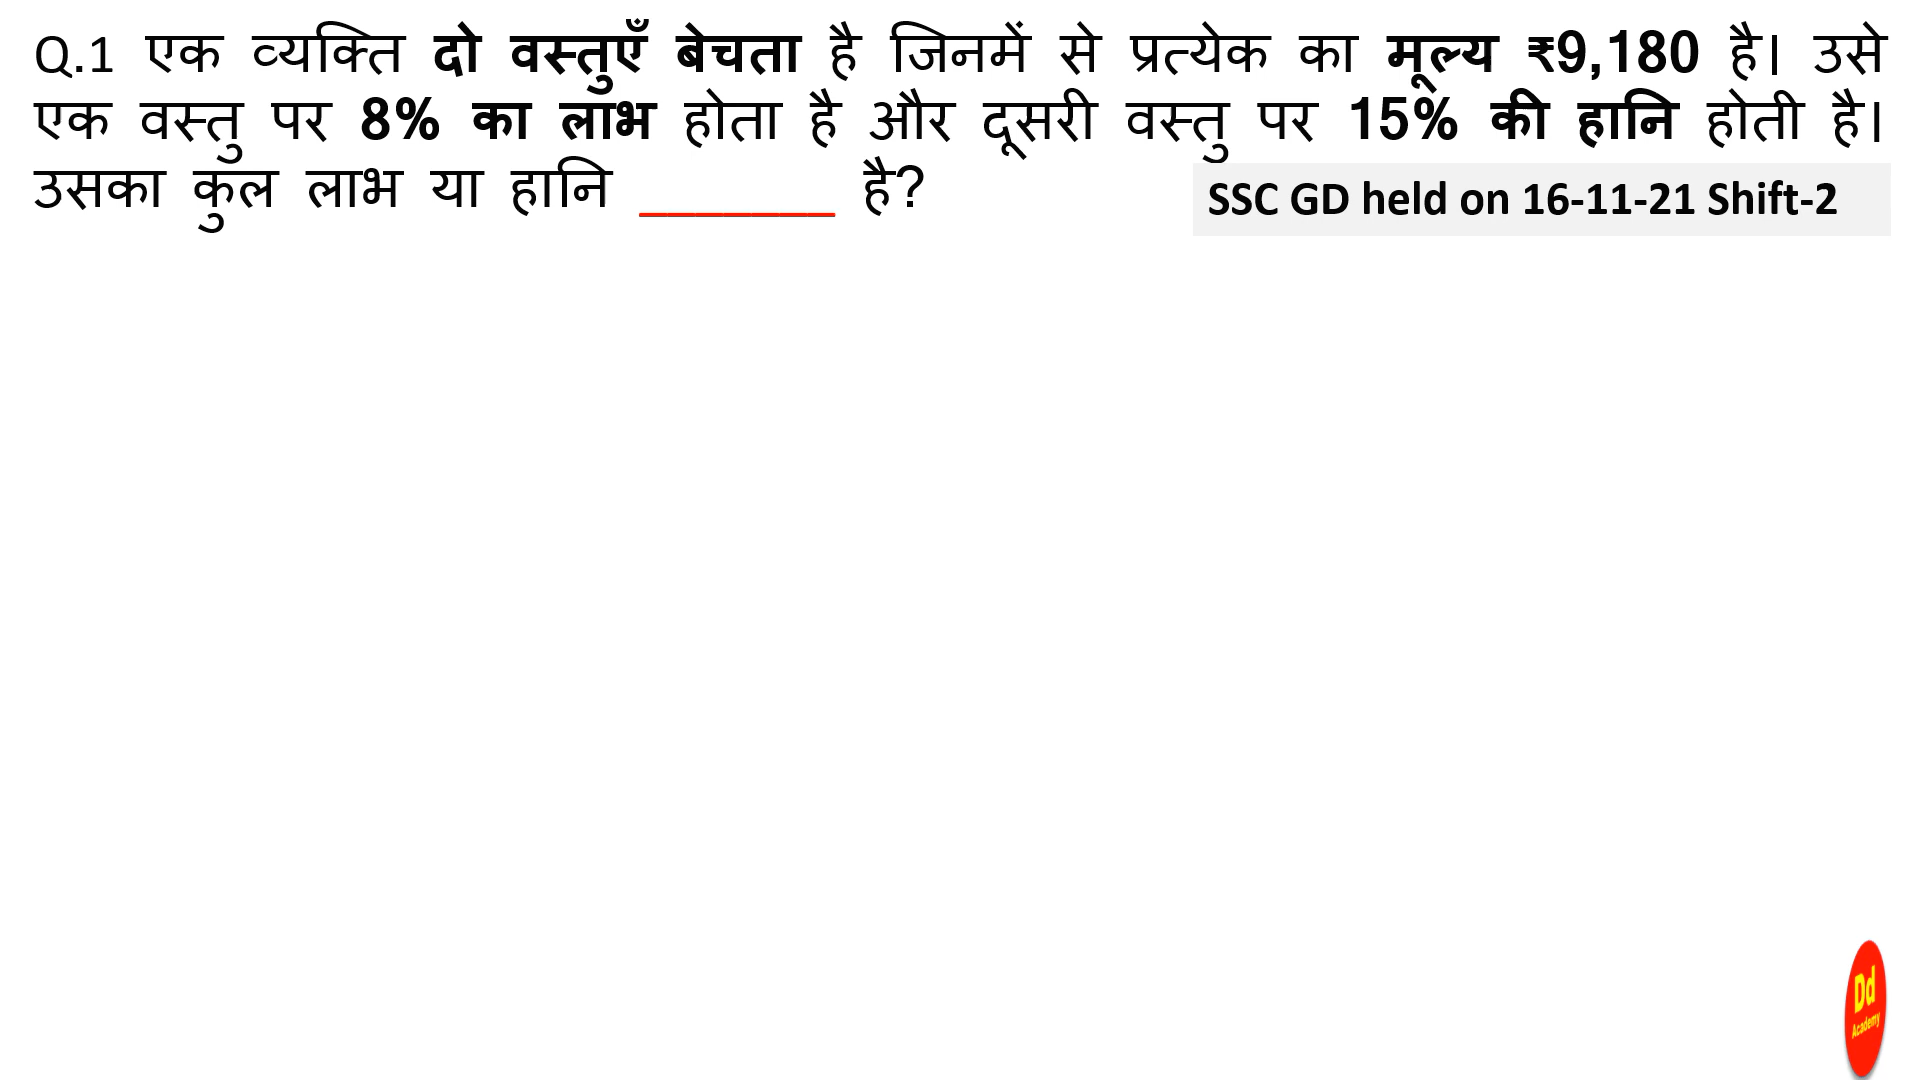 Q.1 एक व्यक्ति दो वस्तुएँ बेचता है जिनमें से प्रत्येक का मूल्य ₹9,180 है। उसे
एक वस्तु पर 8% का लाभ होता है और दूसरी वस्तु पर 15% की हानि होती है।
उसका कुल लाभ या हानि _______ है?
SSC GD held on 16-11-21 Shift-2
Dd
Academy